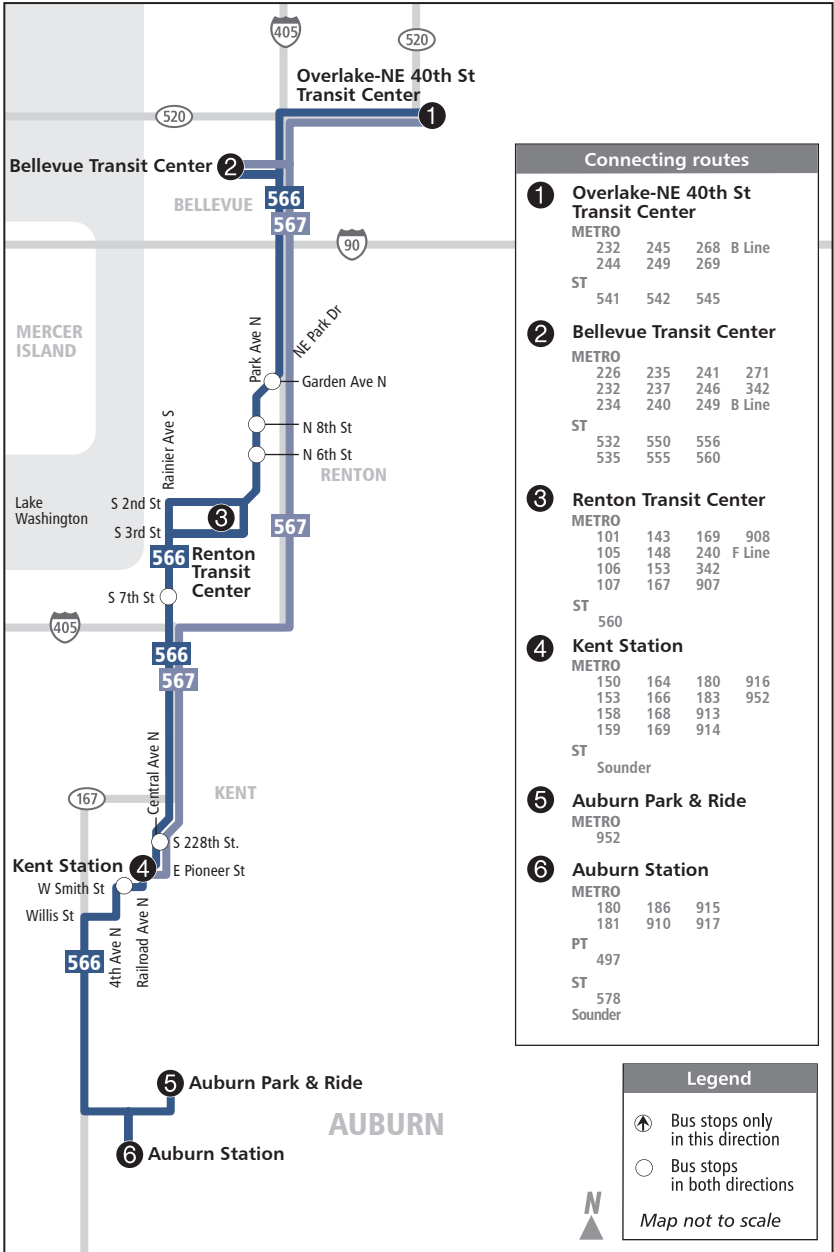 405
520
Overlake-NE 40th St
Transit Center
1
520
Bellevue Transit Center 2
BELLEVUE
566
567
90
MERCER
ISLAND
Park Ave N
NE Park Dr
Garden Ave N
N 8th St
N 6th St
RENTON
Rainier Ave S
Lake
Washington
S 2nd St
3
S 3rd St
567
566
Renton
Transit
Center
S 7th St
405
566
567
Central Ave N
KENT
167
S 228th St.
Kent Station 4
E Pioneer St
W Smith St
Willis St
4th Ave N
Railroad Ave N
566
5 Auburn Park & Ride
AUBURN
6 Auburn Station
Connecting routes
1 Overlake-NE 40th St
Transit Center
METRO
232 245 268 B Line
244 249 269
ST
541 542 545
2 Bellevue Transit Center
METRO
226 235 241 271
232 237 246 342
234 240 249 B Line
ST
532 550 556
535 555 560
3 Renton Transit Center
METRO
101 143 169 908
105 148 240 F Line
106 153 342
107 167 907
ST
560
4 Kent Station
METRO
150 164 180 916
153 166 183 952
158 168 913
159 169 914
ST
Sounder
5 Auburn Park & Ride
METRO
952
6 Auburn Station
METRO
180 186 915
181 910 917
PT
497
ST
578
Sounder
Legend
Bus stops only
in this direction
Bus stops
in both directions
Map not to scale
N